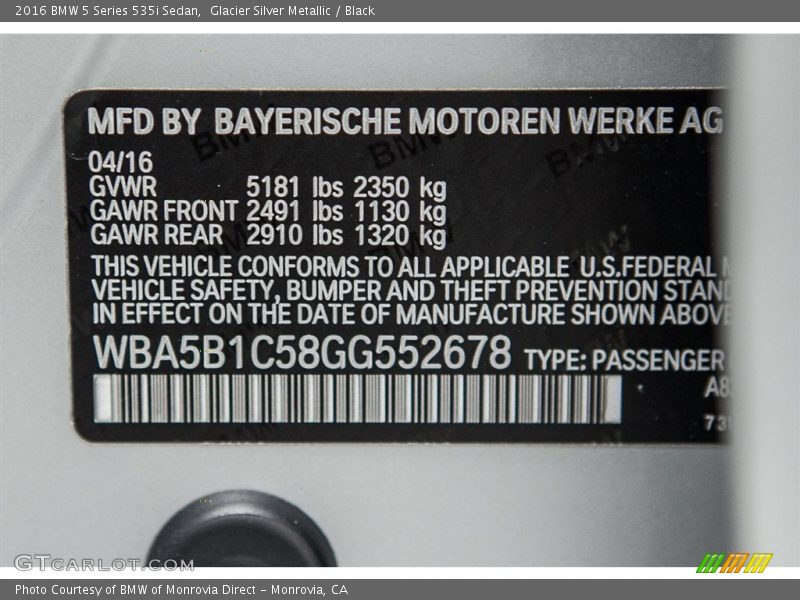 2016 BMW 5 Series 535i Sedan,  Glacier Silver Metallic / Black
MFD BY BAYERISCHE MOTOREN WERKE AG
04/16
GVWR 5181 lbs 2350 kg
GAWR FRONT 2491 lbs 1130 kg
GAWR REAR 2910 lbs 1320 kg
THIS VEHICLE CONFORMS TO ALL APPLICABLE U.S.FEDERAL
VEHICLE SAFETY, BUMPER AND THEFT PREVENTION
IN EFFECT ON THE DATE OF MANUFACTURE SHOWN ABOVE
WBA5B1C58GG552678 TYPE: PASSENGER
GTCARLOT.COM
Photo Courtesy of BMW of Monrovia Direct - Monrovia, CA